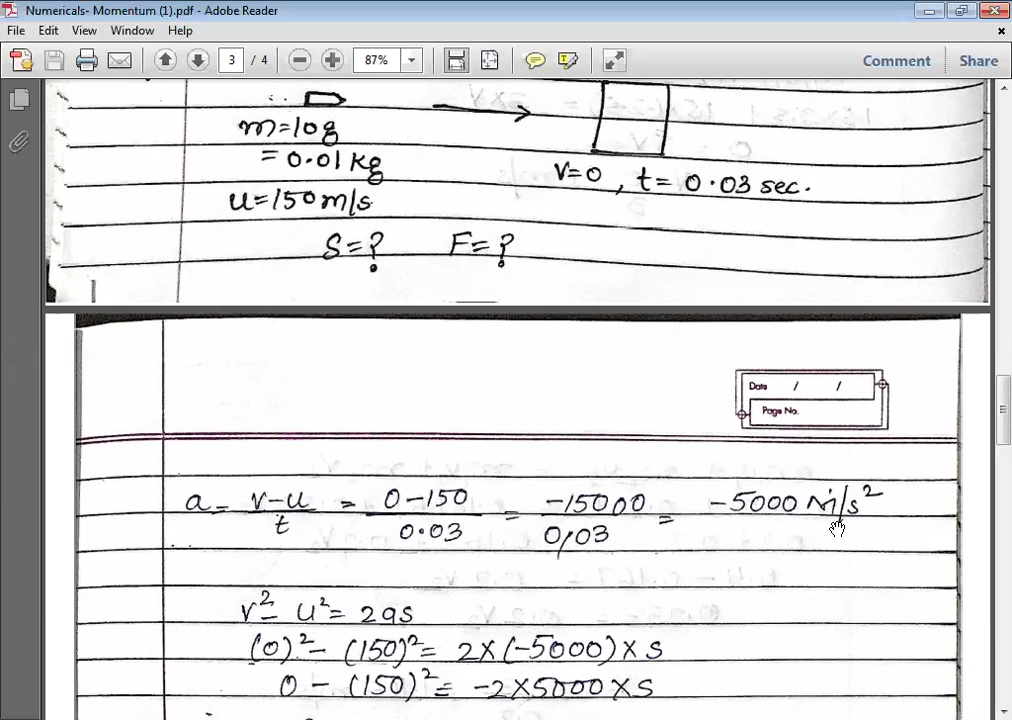 Numericals- Momentum (1).pdf - Adobe Reader
File Edit View Window Help
3 / 4 87% Comment Share
m=10g
= 0.01 Kg
u=150m/s
v=0 , t= 0.03 sec.
S=? F=?
Date / /
Page No.
a= v-u/t = 0-150/0.03 = -15000/0,03 = -5000 m/s²
v²- u²= 2as
(0)²- (150)²= 2×(-5000)×S
0 - (150)²= -2×5000×S